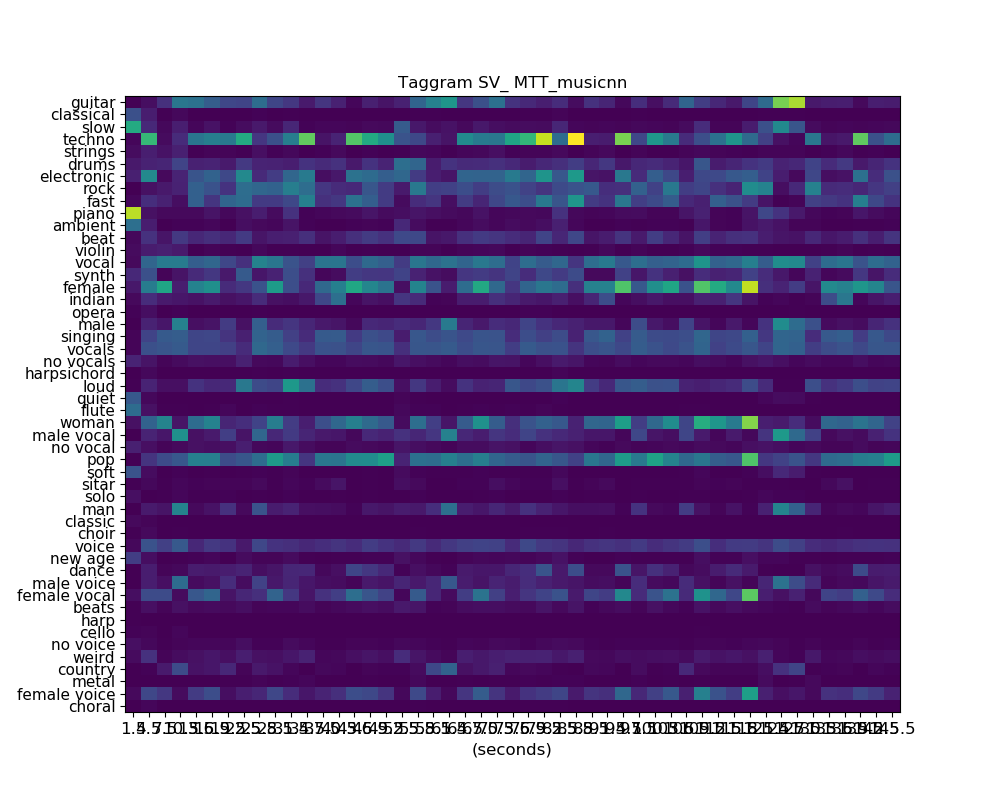 Taggram SV_ MTT_musicnn
guitar
classical
slow
techno
strings
drums
electronic
rock
fast
piano
ambient
beat
violin
vocal
synth
female
indian
opera
male
singing
vocals
no vocals
harpsichord
loud
quiet
flute
woman
male vocal
no vocal
pop
soft
sitar
solo
man
classic
choir
voice
new age
dance
male voice
female vocal
beats
harp
cello
no voice
weird
country
metal
female voice
choral
(seconds)